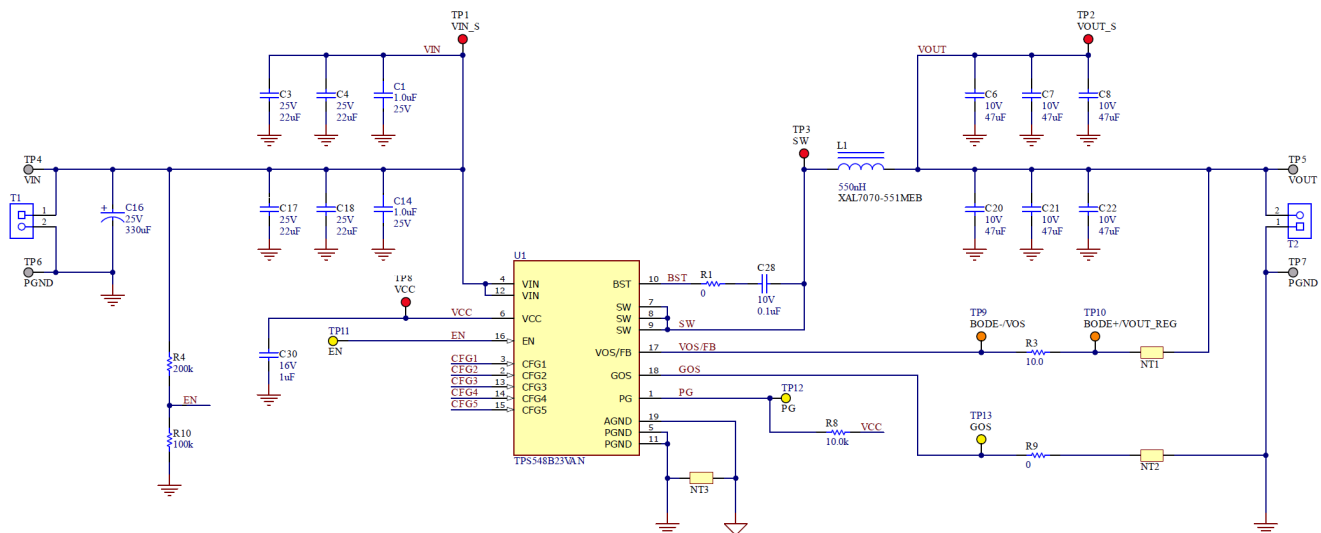 TP1
VIN_S
VIN
C3
25V
22uF
C4
25V
22uF
C1
1.0uF
25V
TP2
VOUT_S
VOUT
C6
10V
47uF
C7
10V
47uF
C8
10V
47uF
TP3
SW
L1
550nH
XAL7070-551MEB
TP4
VIN
T1
1
2
C16
25V
330uF
TP6
PGND
C17
25V
22uF
C18
25V
22uF
C14
1.0uF
25V
C20
10V
47uF
C21
10V
47uF
C22
10V
47uF
TP5
VOUT
2
1
T2
TP7
PGND
TP8
VCC
VCC
TP11
EN
EN
C30
16V
1uF
R4
200k
EN
R10
100k
CFG1
CFG2
CFG3
CFG4
CFG5
U1
4
12
6
16
3
2
13
14
15
VIN
VIN
VCC
EN
CFG1
CFG2
CFG3
CFG4
CFG5
BST
SW
SW
SW
VOS/FB
GOS
PG
AGND
PGND
PGND
10
7
8
9
17
18
1
19
5
11
TPS548B23VAN
BST
R1
0
C28
10V
0.1uF
SW
VOS/FB
TP9
BODE-/VOS
R3
10.0
TP10
BODE+/VOUT_REG
NT1
GOS
PG
TP12
PG
R8
10.0k
VCC
TP13
GOS
R9
0
NT2
NT3